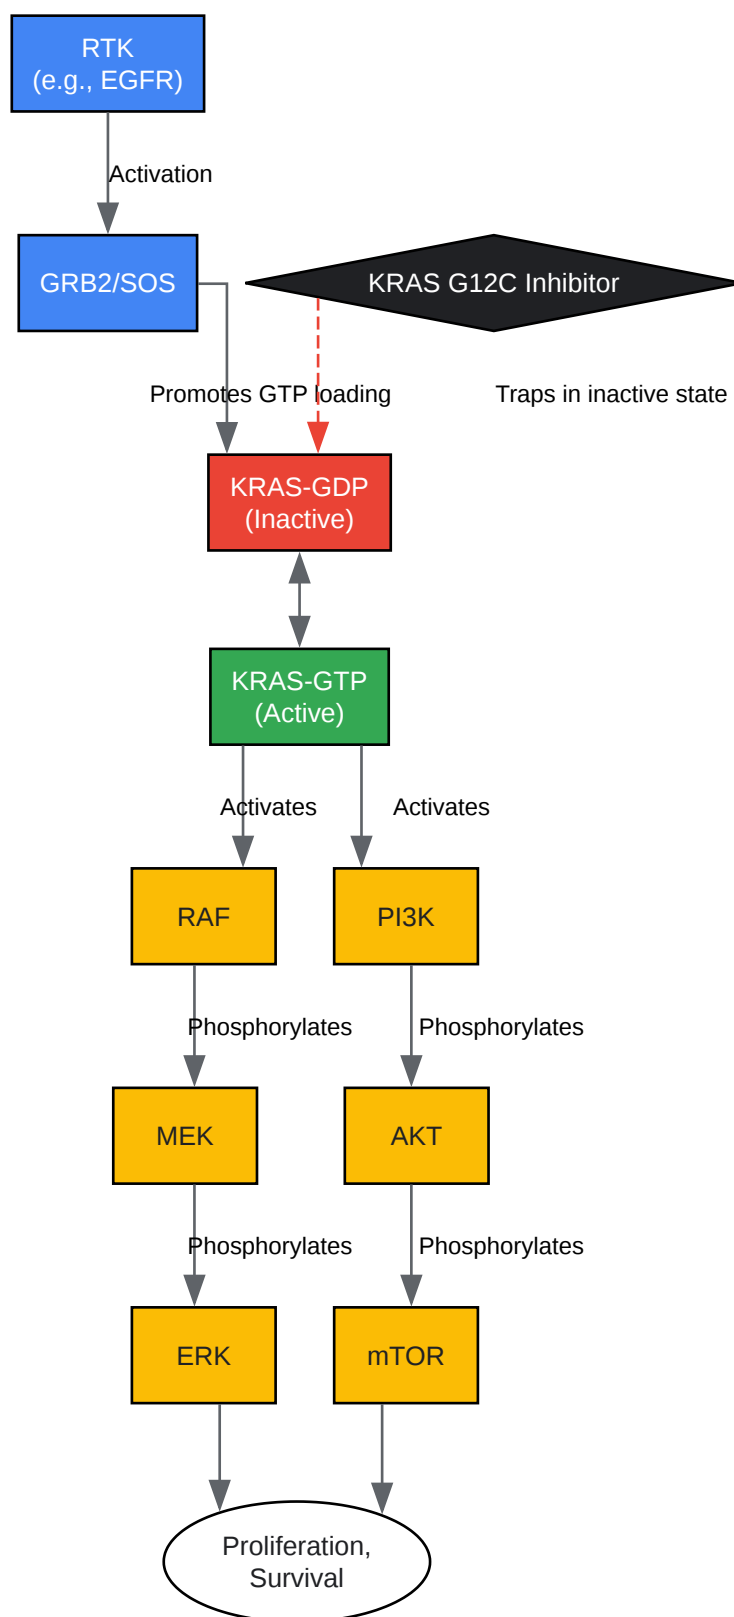 RTK
(e.g., EGFR)
Activation
GRB2/SOS
KRAS G12C Inhibitor
Promotes GTP loading
Traps in inactive state
KRAS-GDP
(Inactive)
KRAS-GTP
(Active)
Activates
Activates
RAF
PI3K
Phosphorylates
Phosphorylates
MEK
AKT
Phosphorylates
Phosphorylates
ERK
mTOR
Proliferation,
Survival